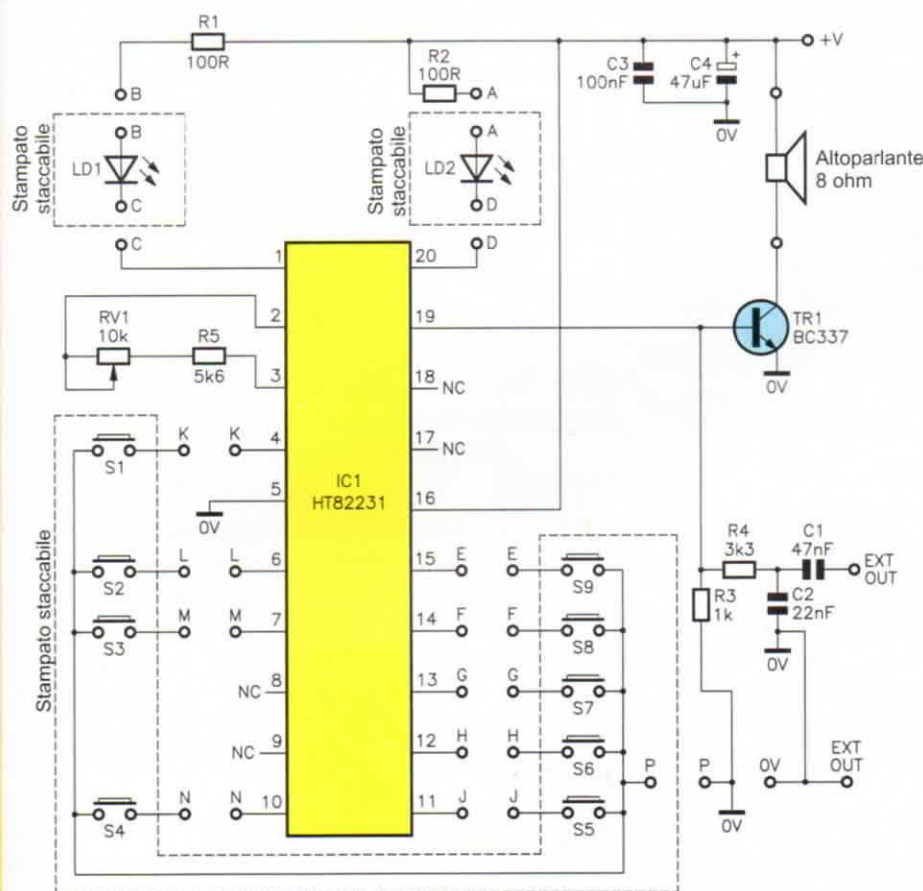 R1
100R
R2
100R
+V
C3
100nF
C4
47uF
+
0V
B
A
Stampato
staccabile
B
LD1
C
C
Stampato
staccabile
A
LD2
D
D
Altoparlante
8 ohm
1
20
2
19
RV1
10k
R5
5k6
3
18
NC
TR1
BC337
0V
S1
K
K
4
17
NC
5
0V
IC1
HT82231
16
S2
L
L
6
15
E
E
S9
R4
3k3
C1
47nF
EXT
OUT
S3
M
M
7
14
F
F
S8
R3
1k
C2
22nF
0V
Stampato staccabile
NC
8
13
G
G
S7
NC
9
12
H
H
S6
P
P
0V
EXT
OUT
S4
N
N
10
11
J
J
S5
0V